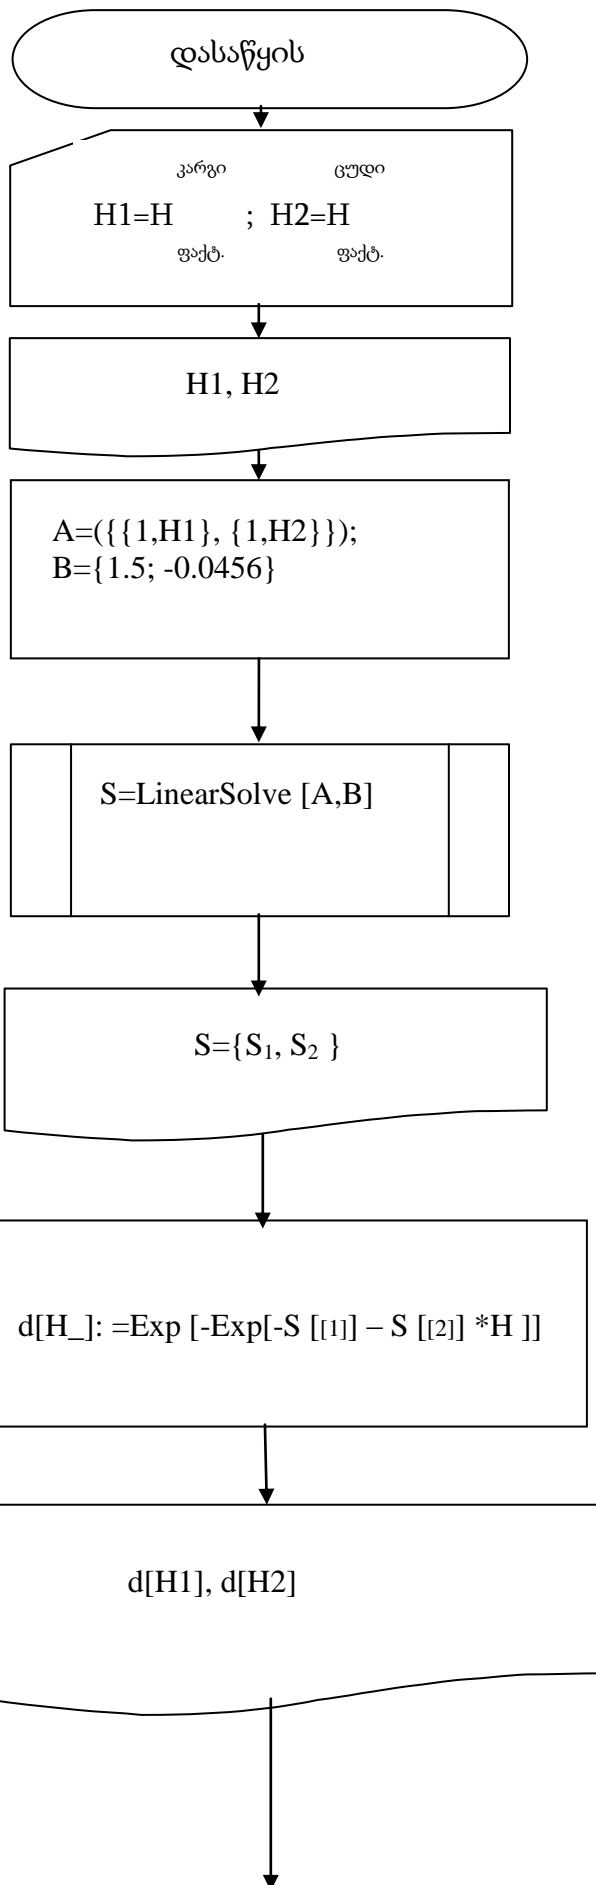 დასაწყის
კარგი ცუდი
H1=H ; H2=H
ფაქტ. ფაქტ.
H1, H2
A=({{1,H1}, {1,H2}});
B={1.5; -0.0456}
S=LinearSolve [A,B]
S={S₁, S₂ }
d[H_]: =Exp [-Exp[-S [[1]] – S [[2]] *H ]]
d[H1], d[H2]